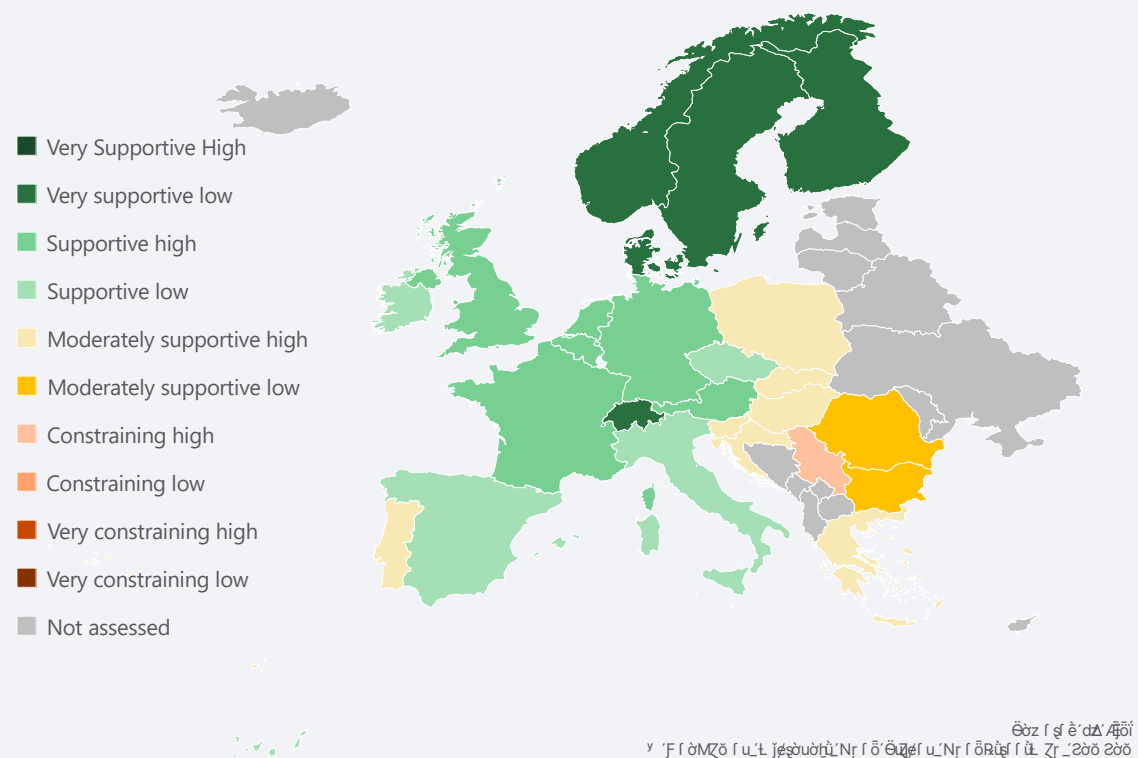 Very Supportive High
Very supportive low
Supportive high
Supportive low
Moderately supportive high
Moderately supportive low
Constraining high
Constraining low
Very constraining high
Very constraining low
Not assessed